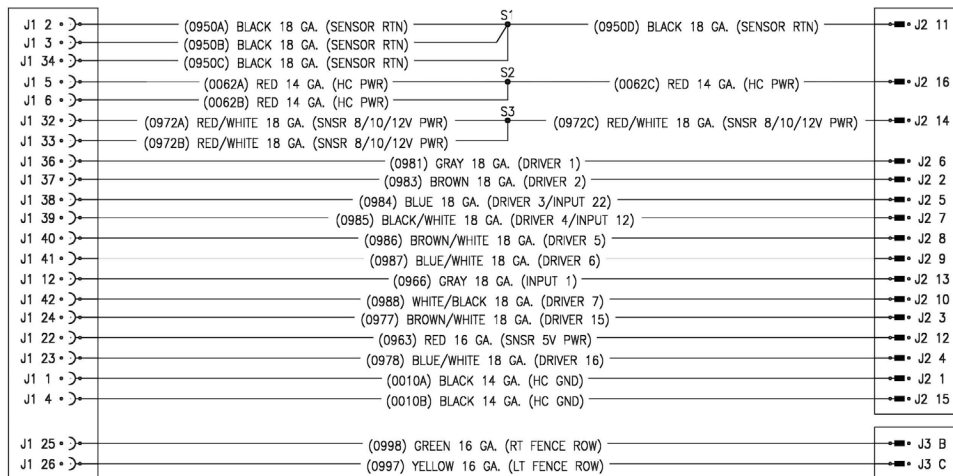 S1
J1 2 (0950A) BLACK 18 GA. (SENSOR RTN) (0950D) BLACK 18 GA. (SENSOR RTN) J2 11
J1 3 (0950B) BLACK 18 GA. (SENSOR RTN)
J1 34 (0950C) BLACK 18 GA. (SENSOR RTN)
S2
J1 5 (0062A) RED 14 GA. (HC PWR) (0062C) RED 14 GA. (HC PWR) J2 16
J1 6 (0062B) RED 14 GA. (HC PWR)
S3
J1 32 (0972A) RED/WHITE 18 GA. (SNSR 8/10/12V PWR) (0972C) RED/WHITE 18 GA. (SNSR 8/10/12V PWR) J2 14
J1 33 (0972B) RED/WHITE 18 GA. (SNSR 8/10/12V PWR)
J1 36 (0981) GRAY 18 GA. (DRIVER 1) J2 6
J1 37 (0983) BROWN 18 GA. (DRIVER 2) J2 2
J1 38 (0984) BLUE 18 GA. (DRIVER 3/INPUT 22) J2 5
J1 39 (0985) BLACK/WHITE 18 GA. (DRIVER 4/INPUT 12) J2 7
J1 40 (0986) BROWN/WHITE 18 GA. (DRIVER 5) J2 8
J1 41 (0987) BLUE/WHITE 18 GA. (DRIVER 6) J2 9
J1 12 (0966) GRAY 18 GA. (INPUT 1) J2 13
J1 42 (0988) WHITE/BLACK 18 GA. (DRIVER 7) J2 10
J1 24 (0977) BROWN/WHITE 18 GA. (DRIVER 15) J2 3
J1 22 (0963) RED 16 GA. (SNSR 5V PWR) J2 12
J1 23 (0978) BLUE/WHITE 18 GA. (DRIVER 16) J2 4
J1 1 (0010A) BLACK 14 GA. (HC GND) J2 1
J1 4 (0010B) BLACK 14 GA. (HC GND) J2 15
J1 25 (0998) GREEN 16 GA. (RT FENCE ROW) J3 B
J1 26 (0997) YELLOW 16 GA. (LT FENCE ROW) J3 C